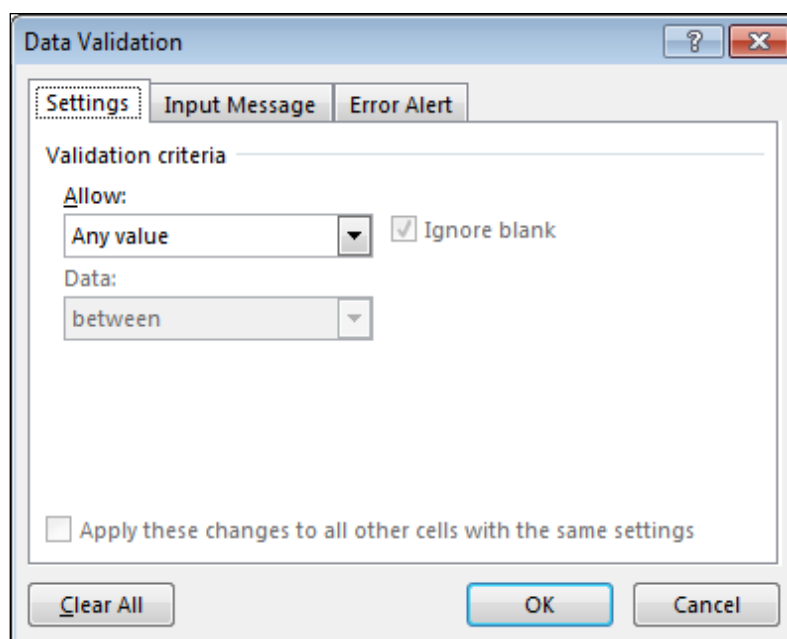 Data Validation
Settings Input Message Error Alert
Validation criteria
Allow:
Any value Ignore blank
Data:
between
Apply these changes to all other cells with the same settings
Clear All OK Cancel